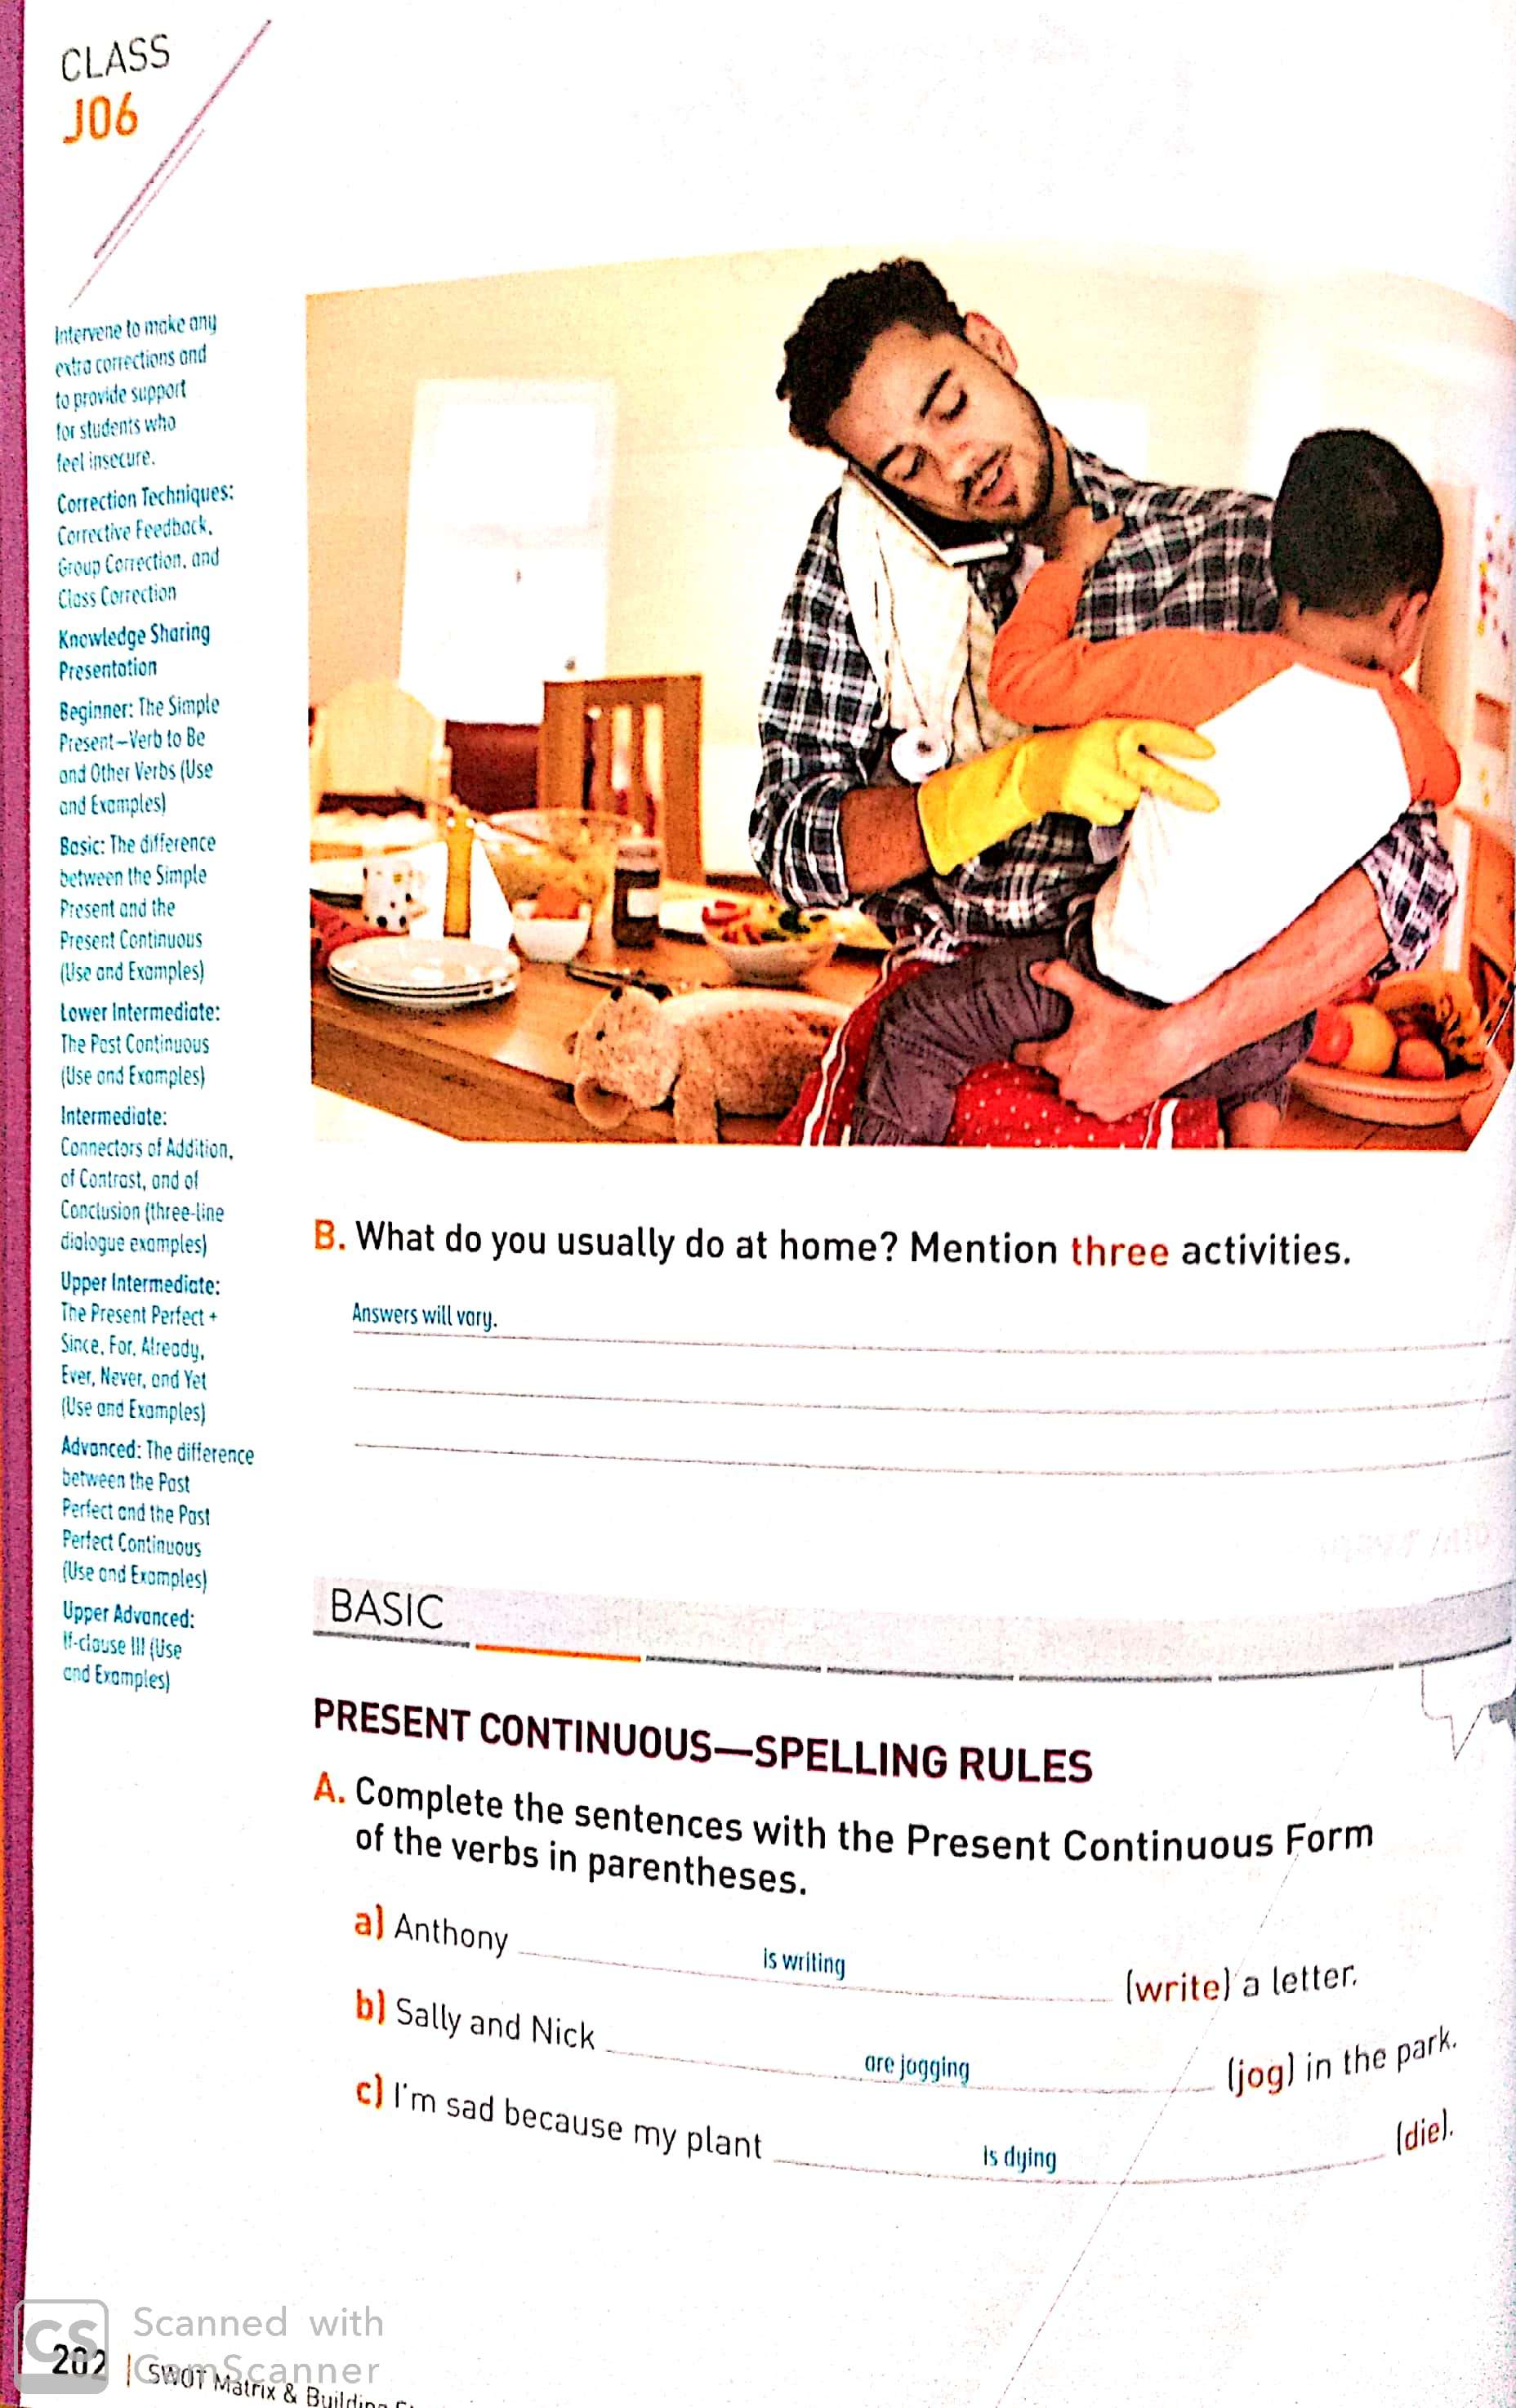 CLASS
J06
Intervene to make any
extra corrections and
to provide support
for students who
feel insecure.
Correction Techniques:
Corrective Feedback,
Group Correction, and
Class Correction
Knowledge Sharing
Presentation
Beginner: The Simple
Present–Verb to Be
and Other Verbs (Use
and Examples)
Basic: The difference
between the Simple
Present and the
Present Continuous
(Use and Examples)
Lower Intermediate:
The Past Continuous
(Use and Examples)
Intermediate:
Connectors of Addition,
of Contrast, and of
Conclusion (three-line
dialogue examples)
Upper Intermediate:
The Present Perfect +
Since, For, Already,
Ever, Never, and Yet
(Use and Examples)
Advanced: The difference
between the Past
Perfect and the Past
Perfect Continuous
(Use and Examples)
Upper Advanced:
If-clause III (Use
and Examples)
B. What do you usually do at home? Mention three activities.
Answers will vary.
BASIC
PRESENT CONTINUOUS—SPELLING RULES
A. Complete the sentences with the Present Continuous Form
of the verbs in parentheses.
a) Anthony is writing (write) a letter.
b) Sally and Nick are jogging (jog) in the park.
c) I'm sad because my plant is dying (die).
CS Scanned with
CamScanner
202 | SWOT Matrix & Building